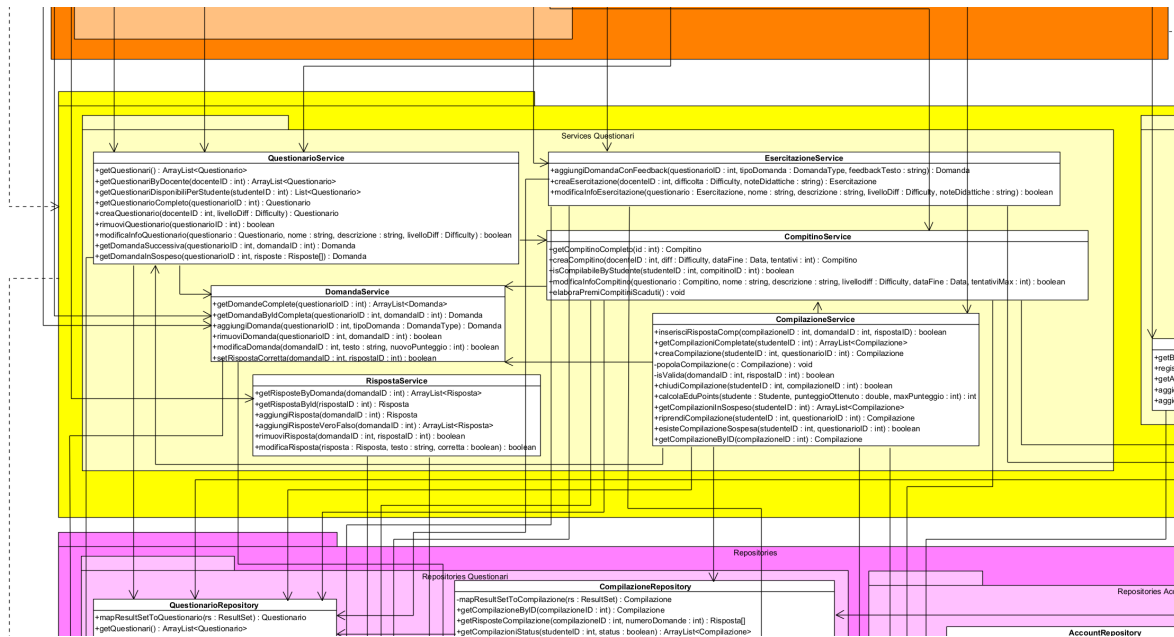 Services Questionari
QuestionarioService
+getQuestionari() : ArrayList<Questionario>
+getQuestionariByDocente(docenteID : int) : ArrayList<Questionario>
+getQuestionariDisponibiliPerStudente(studenteID : int) : List<Questionario>
+getQuestionarioCompleto(questionarioID : int) : Questionario
+creaQuestionario(docenteID : int, livelloDiff : Difficulty) : Questionario
+rimuoviQuestionario(questionarioID : int) : boolean
+modificaInfoQuestionario(questionario : Questionario, nome : string, descrizione : string, livelloDiff : Difficulty) : boolean
+getDomandaSuccessiva(questionarioID : int, domandaID : int) : Domanda
+getDomandaInSospeso(questionarioID : int, risposte : Risposte[]) : Domanda
EsercitazioneService
+aggiungiDomandaConFeedback(questionarioID : int, tipoDomanda : DomandaType, feedbackTesto : string) : Domanda
+creaEsercitazione(docenteID : int, difficolta : Difficulty, noteDidattiche : string) : Esercitazione
+modificaInfoEsercitazione(questionario : Esercitazione, nome : string, descrizione : string, livelloDiff : Difficulty, noteDidattiche : string) : boolean
CompitinoService
+getCompitinoCompleto(id : int) : Compitino
+creaCompitino(docenteID : int, diff : Difficulty, dataFine : Data, tentativi : int) : Compitino
+isCompilabileByStudente(studenteID : int, compitinoID : int) : boolean
+modificaInfoCompitino(questionario : Compitino, nome : string, descrizione : string, livellodiff : Difficulty, dataFine : Data, tentativiMax : int) : boolean
+elaboraPremiCompitiniScaduti() : void
DomandaService
+getDomandeComplete(questionarioID : int) : ArrayList<Domanda>
+getDomandaByIdCompleta(questionarioID : int, domandaID : int) : Domanda
+aggiungiDomanda(questionarioID : int, tipoDomanda : DomandaType) : Domanda
+rimuoviDomanda(questionarioID : int, domandaID : int) : boolean
+modificaDomanda(domandaID : int, testo : string, nuovoPunteggio : int) : boolean
+setRispostaCorretta(domandaID : int, rispostaID : int) : boolean
CompilazioneService
+inserisciRispostaComp(compilazioneID : int, domandaID : int, rispostaID) : boolean
+getCompilazioniCompletate(studenteID : int) : ArrayList<Compilazione>
+creaCompilazione(studenteID : int, questionarioID : int) : Compilazione
-popolaCompilazione(c : Compilazione) : void
-isValida(domandaID : int, rispostaID : int) : boolean
+chiudiCompilazione(studenteID : int, compilazioneID : int) : boolean
+calcolaEduPoints(studente : Studente, punteggioOttenuto : double, maxPunteggio : int) : int
+getCompilazioniInSospeso(studenteID : int) : ArrayList<Compilazione>
+riprendiCompilazione(studenteID : int, questionarioID : int) : Compilazione
+esisteCompilazioneSospesa(studenteID : int, questionarioID : int) : boolean
+getCompilazioneByID(compilazioneID : int) : Compilazione
RispostaService
+getRisposteByDomanda(domandaID : int) : ArrayList<Risposta>
+getRispostaById(rispostaID : int) : Risposta
+aggiungiRisposta(domandaID : int) : Risposta
+aggiungiRisposteVeroFalso(domandaID : int) : ArrayList<Risposta>
+rimuoviRisposta(domandaID : int, rispostaID : int) : boolean
+modificaRisposta(risposta : Risposta, testo : string, corretta : boolean) : boolean
+getB
+regis
+getA
+aggi
+aggi
Repositories
Repositories Questionari
Repositories Acc
QuestionarioRepository
+mapResultSetToQuestionario(rs : ResultSet) : Questionario
+getQuestionari() : ArrayList<Questionario>
CompilazioneRepository
-mapResultSetToCompilazione(rs : ResultSet) : Compilazione
+getCompilazioneByID(compilazioneID : int) : Compilazione
+getRisposteCompilazione(compilazioneID : int, numeroDomande : int) : Risposta[]
+getCompilazioniStatus(studenteID : int, status : boolean) : ArrayList<Compilazione>
AccountRepository